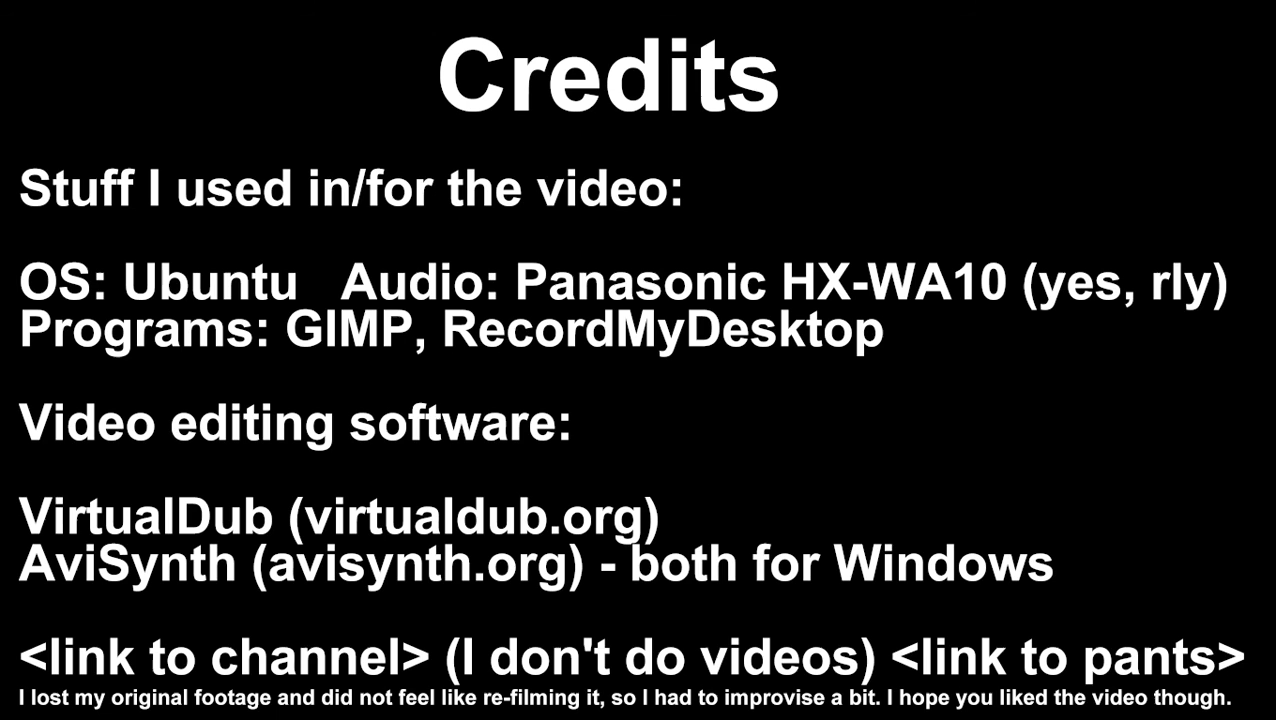 Credits
Stuff I used in/for the video:
OS: Ubuntu   Audio: Panasonic HX-WA10 (yes, rly)
Programs: GIMP, RecordMyDesktop
Video editing software:
VirtualDub (virtualdub.org)
AviSynth (avisynth.org) - both for Windows
<link to channel> (I don't do videos) <link to pants>
I lost my original footage and did not feel like re-filming it, so I had to improvise a bit. I hope you liked the video though.